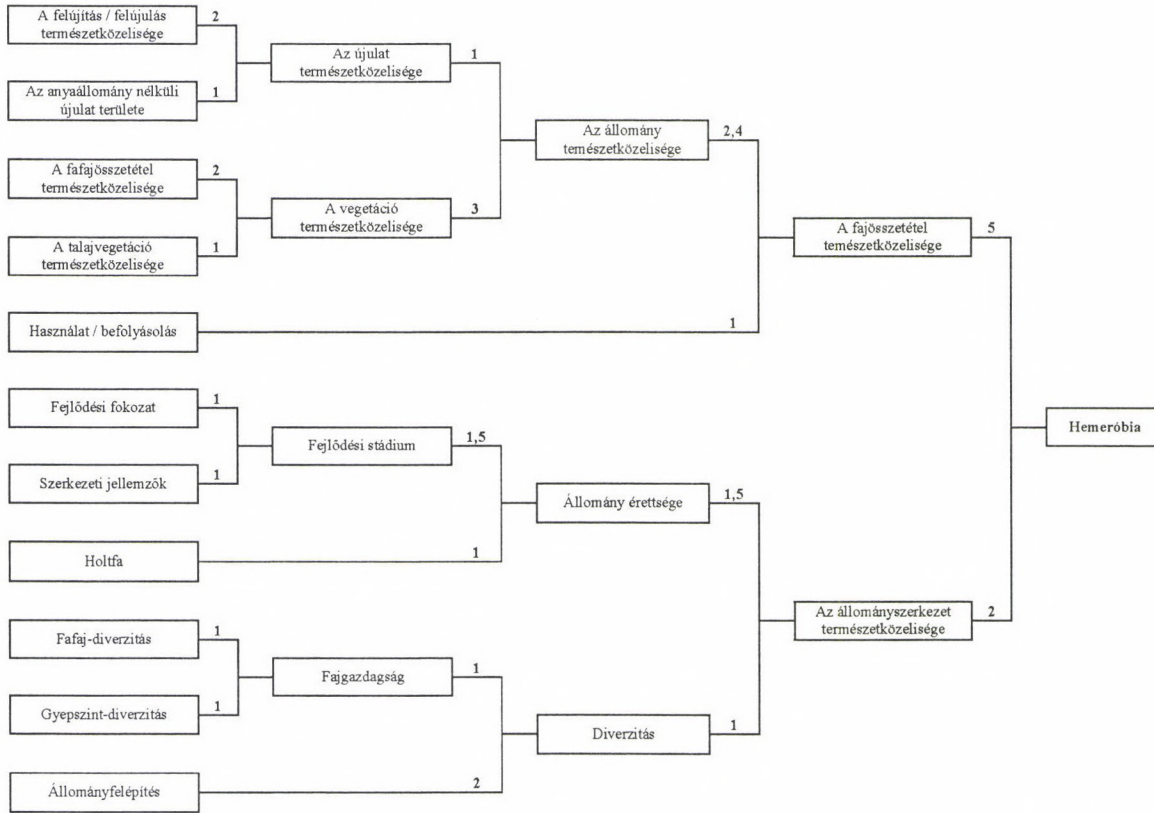 A felújítás / felújulás
természetközelisége
2
Az anyaállomány nélküli
újulat területe
1
Az újulat
természetközelisége
1
A fafajösszetétel
természetközelisége
2
A talajvegetáció
természetközelisége
1
A vegetáció
természetközelisége
3
Az állomány
temészetközelisége
2,4
Használat / befolyásolás
1
A fajösszetétel
temészetközelisége
5
Fejlődési fokozat
1
Szerkezeti jellemzők
1
Fejlődési stádium
1,5
Holtfa
1
Állomány érettsége
1,5
Fafaj-diverzitás
1
Gyepszint-diverzitás
1
Fajgazdagság
1
Állományfelépítés
2
Diverzitás
1
Az állományszerkezet
természetközelisége
2
Hemeróbia